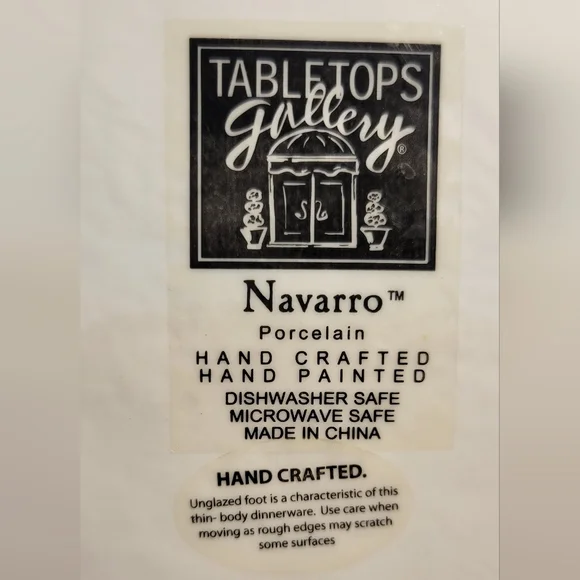 TABLETOPS
gallery®
Navarro™
Porcelain
HAND CRAFTED
HAND PAINTED
DISHWASHER SAFE
MICROWAVE SAFE
MADE IN CHINA
HAND CRAFTED.
Unglazed foot is a characteristic of this
thin- body dinnerware. Use care when
moving as rough edges may scratch
some surfaces